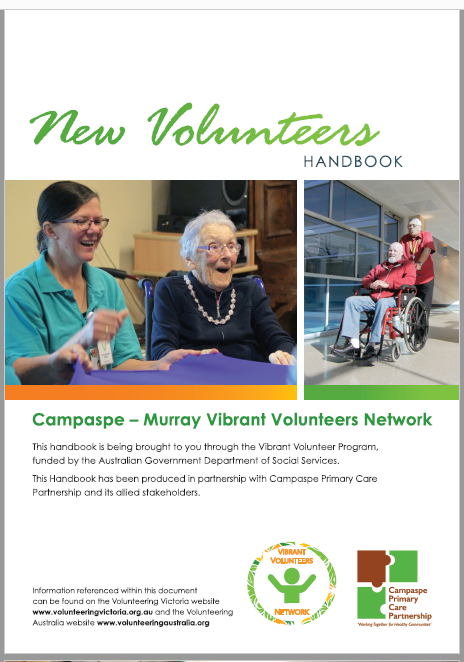 New Volunteers
HANDBOOK
Campaspe – Murray Vibrant Volunteers Network
This handbook is being brought to you through the Vibrant Volunteer Program,
funded by the Australian Government Department of Social Services.
This Handbook has been produced in partnership with Campaspe Primary Care
Partnership and its allied stakeholders.
Information referenced within this document
can be found on the Volunteering Victoria website
www.volunteeringvictoria.org.au and the Volunteering
Australia website www.volunteeringaustralia.org
VIBRANT
VOLUNTEERS
NETWORK
Campaspe
Primary
Care
Partnership
'Working Together for Healthy Communities'